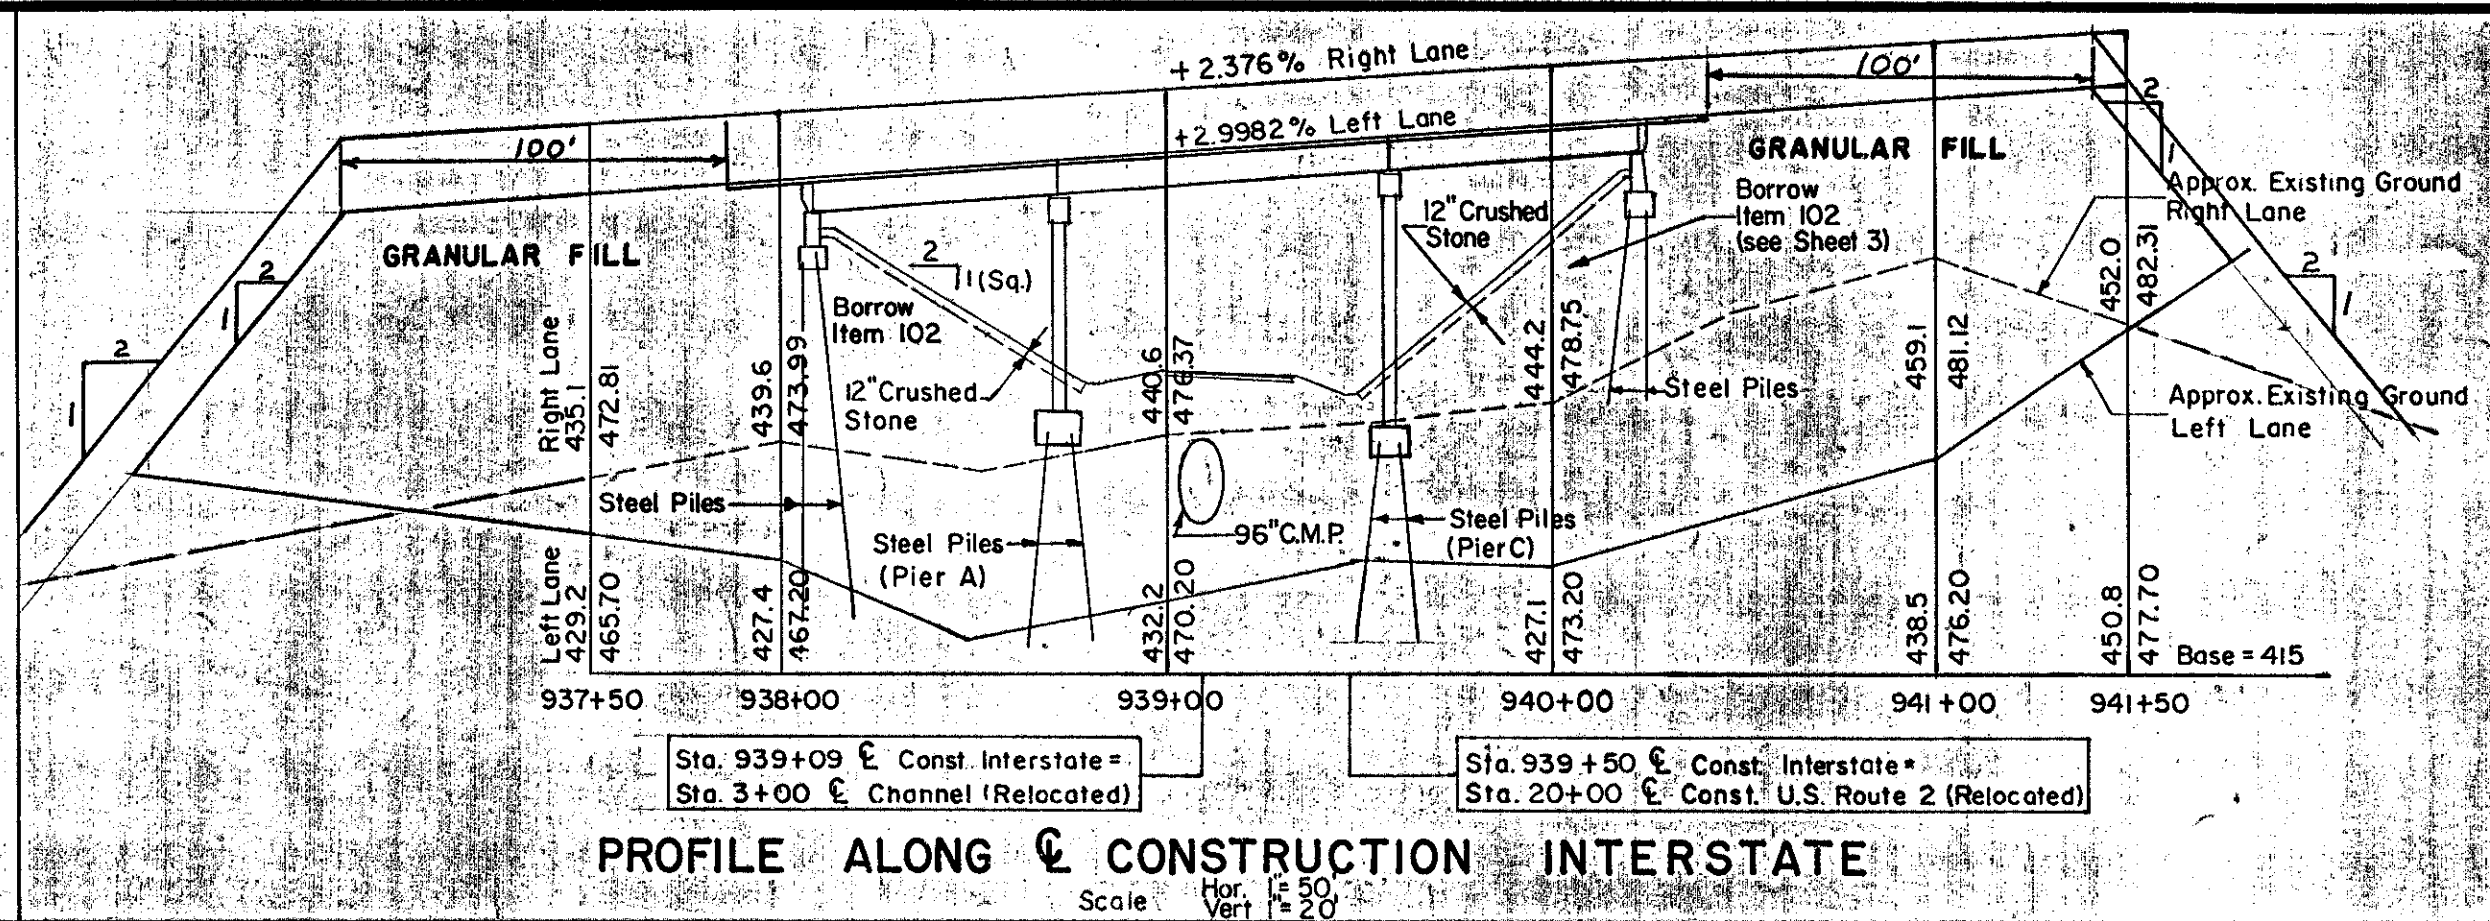 +2.376% Right Lane
100'
100'
+2.9982% Left Lane
2
1
GRANULAR FILL
GRANULAR FILL
2
1
2
1
2
1(Sq.)
2
1
Borrow
Item 102
12" Crushed
Stone
12" Crushed
Stone
Borrow
Item 102
(see Sheet 3)
Approx. Existing Ground
Right Lane
Approx. Existing Ground
Left Lane
Steel Piles
Steel Piles
Steel Piles
(Pier A)
96" C.M.P.
Steel Piles
(Pier C)
Right Lane
435.1
472.81
439.6
473.99
440.6
476.37
444.2
478.75
459.1
481.12
452.0
482.31
Left Lane
429.2
465.70
427.4
467.20
432.2
470.20
427.1
473.20
438.5
476.20
450.8
477.70
Base = 415
937+50
938+00
939+00
940+00
941+00
941+50
Sta. 939+09 ℄ Const. Interstate =
Sta. 3+00 ℄ Channel (Relocated)
Sta. 939+50 ℄ Const. Interstate =
Sta. 20+00 ℄ Const. U.S. Route 2 (Relocated)
PROFILE ALONG ℄ CONSTRUCTION INTERSTATE
Scale Hor. 1"= 50'
Vert 1"= 20'